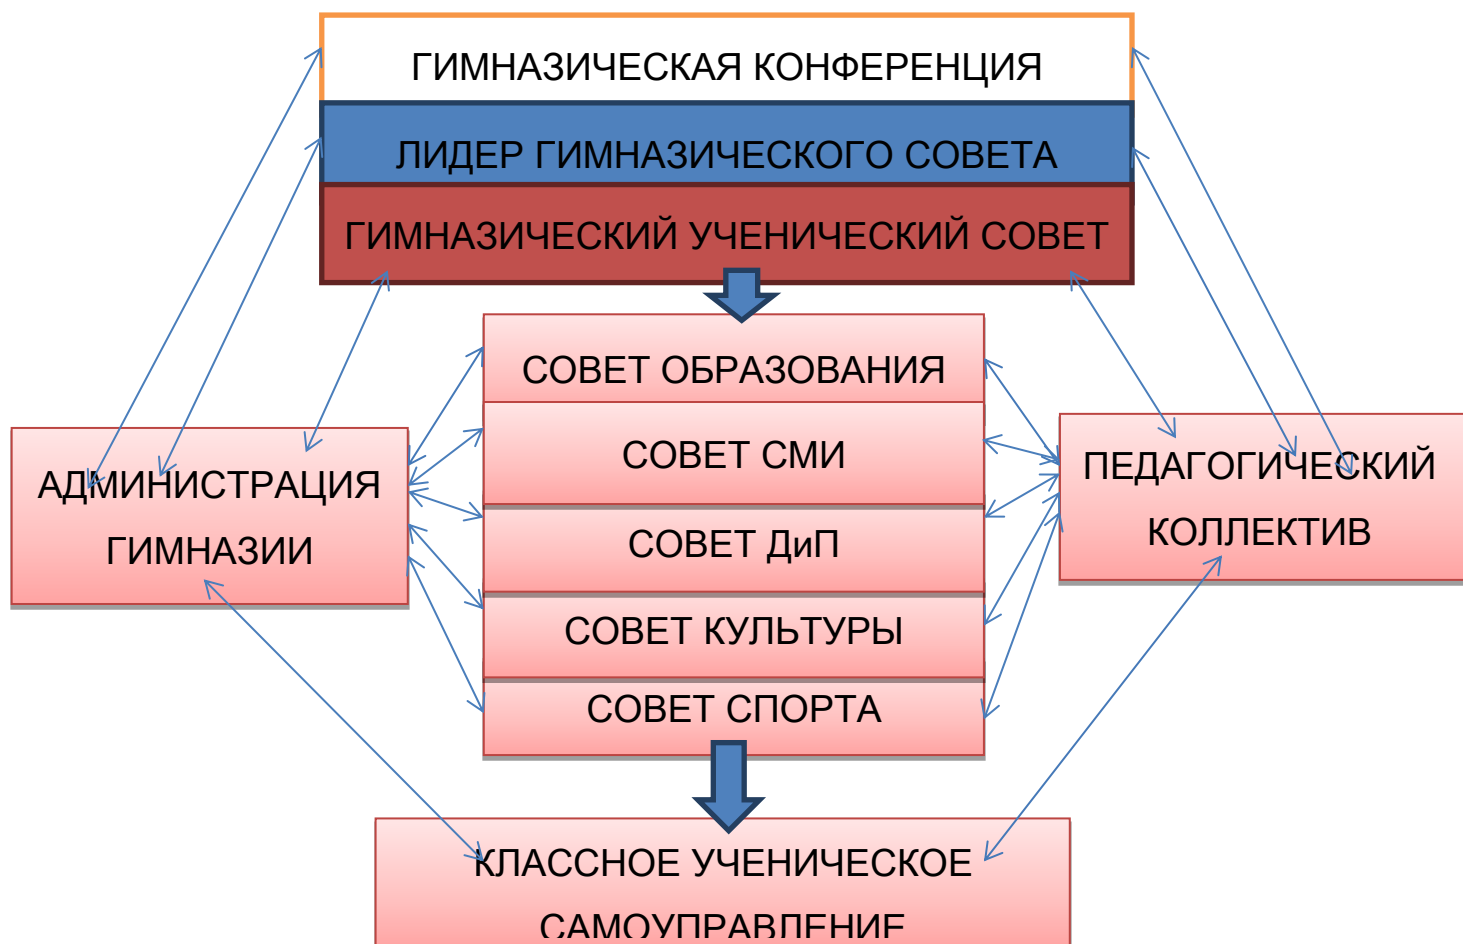 ГИМНАЗИЧЕСКАЯ КОНФЕРЕНЦИЯ
ЛИДЕР ГИМНАЗИЧЕСКОГО СОВЕТА
ГИМНАЗИЧЕСКИЙ УЧЕНИЧЕСКИЙ СОВЕТ
СОВЕТ ОБРАЗОВАНИЯ
СОВЕТ СМИ
СОВЕТ ДиП
СОВЕТ КУЛЬТУРЫ
СОВЕТ СПОРТА
АДМИНИСТРАЦИЯ
ГИМНАЗИИ
ПЕДАГОГИЧЕСКИЙ
КОЛЛЕКТИВ
КЛАССНОЕ УЧЕНИЧЕСКОЕ
САМОУПРАВЛЕНИЕ